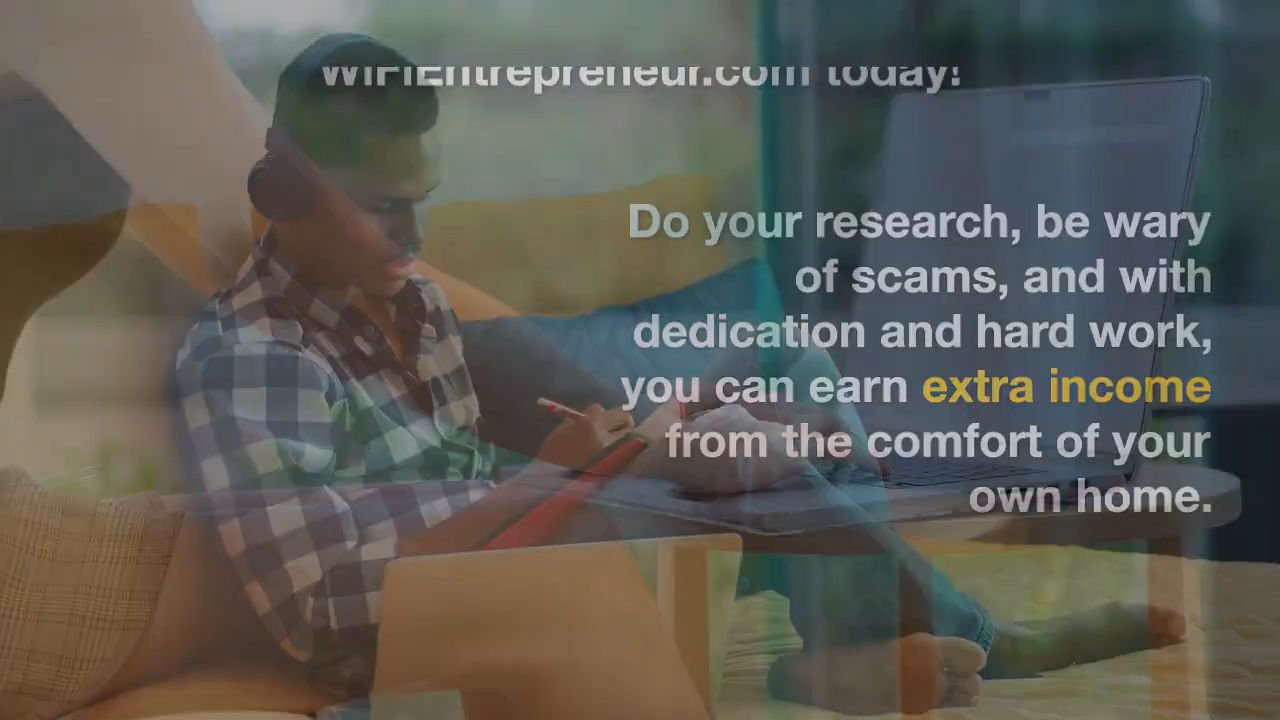 WiFiEntrepreneur.com today!
Do your research, be wary
of scams, and with
dedication and hard work,
you can earn extra income
from the comfort of your
own home.